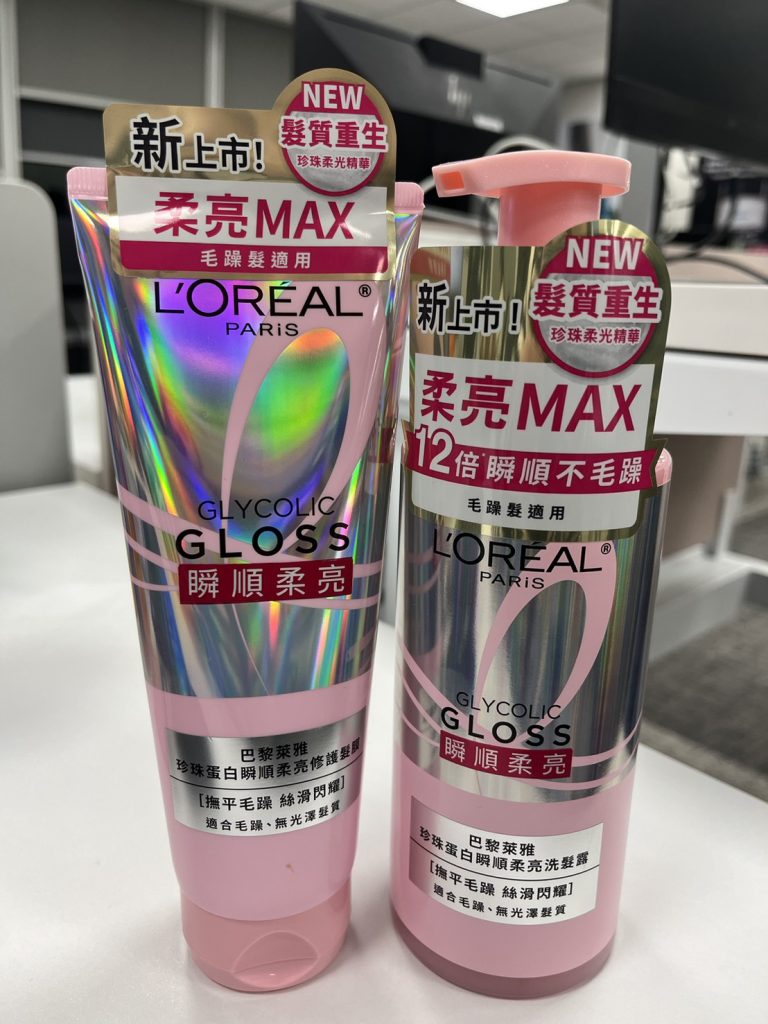 新上市!
NEW
髮質重生
珍珠柔光精華
柔亮MAX
毛躁髮適用
L'ORÉAL®
PARiS
GLYCOLIC
GLOSS
瞬順柔亮
巴黎萊雅
珍珠蛋白瞬順柔亮修護髮膜
[撫平毛躁 絲滑閃耀]
適合毛躁、無光澤髮質
新上市!
NEW
髮質重生
珍珠柔光精華
柔亮MAX
12倍*瞬順不毛躁
毛躁髮適用
L'ORÉAL®
PARiS
GLYCOLIC
GLOSS
瞬順柔亮
巴黎萊雅
珍珠蛋白瞬順柔亮洗髮露
[撫平毛躁 絲滑閃耀]
適合毛躁、無光澤髮質